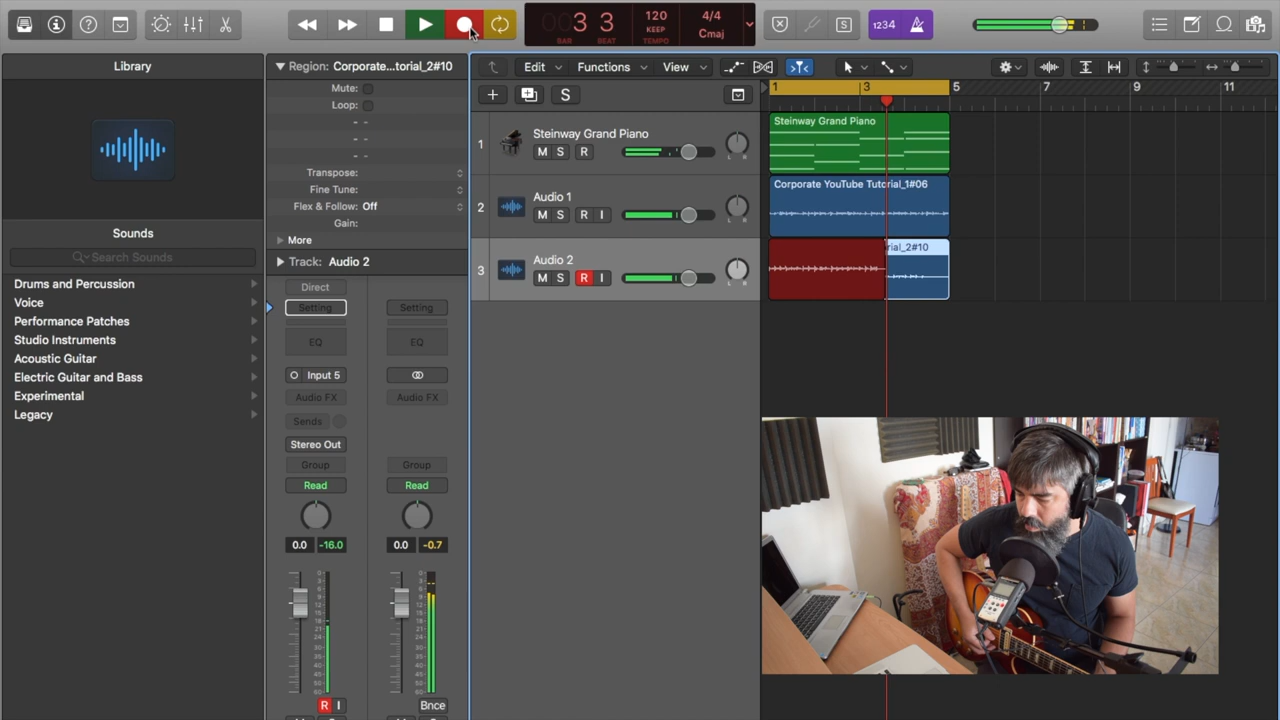 3 3
BAR
BEAT
120
TEMPO
4/4
Cmaj
S
1234
Library
Sounds
Search Sounds
Drums and Percussion
Voice
Performance Patches
Studio Instruments
Acoustic Guitar
Electric Guitar and Bass
Experimental
Legacy
Region: Corporate...torial_2#10
Mute:
Loop:
Transpose:
Fine Tune:
Flex & Follow: Off
Gain:
More
Track: Audio 2
Direct
Setting
Setting
EQ
EQ
Input 5
Audio FX
Audio FX
Sends
Stereo Out
Group
Group
Read
Read
0.0
-16.0
0.0
-0.7
R I
Bnce
Edit
Functions
View
S
1
3
5
7
9
11
1
Steinway Grand Piano
M S R
L R
Steinway Grand Piano
2
Audio 1
M S R I
L R
Corporate YouTube Tutorial_1#06
3
Audio 2
M S R I
L R
rial_2#10